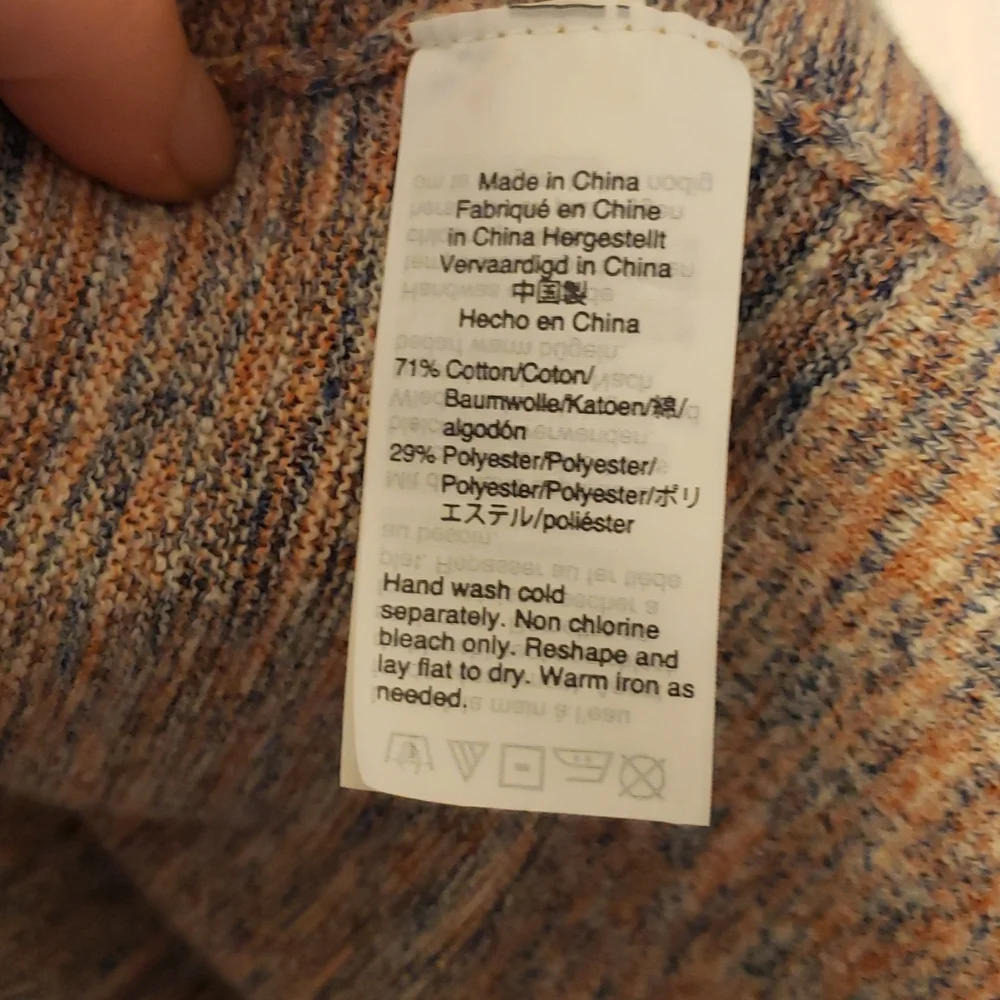 Made in China
Fabriqué en Chine
in China Hergestellt
Vervaardigd in China
中国製
Hecho en China
71% Cotton/Coton/
Baumwolle/Katoen/綿/
algodón
29% Polyester/Polyester/
Polyester/Polyester/ポリ
エステル/poliéster
Hand wash cold
separately. Non chlorine
bleach only. Reshape and
lay flat to dry. Warm iron as
needed.